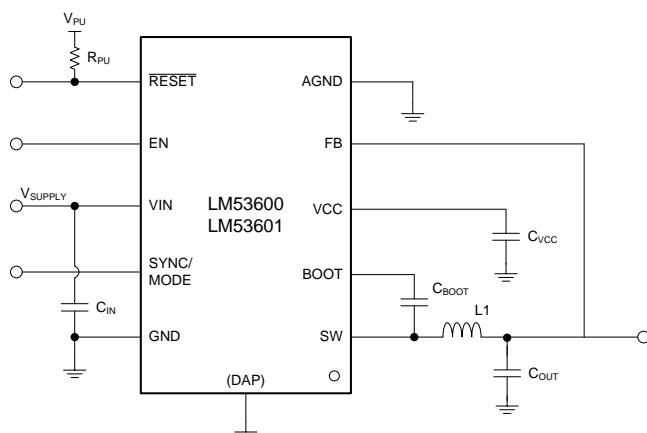 VPU
RPU
RESET
AGND
EN
FB
VSUPPLY
VIN
LM53600
LM53601
VCC
CVCC
SYNC/
MODE
BOOT
CBOOT
L1
CIN
GND
SW
COUT
(DAP)